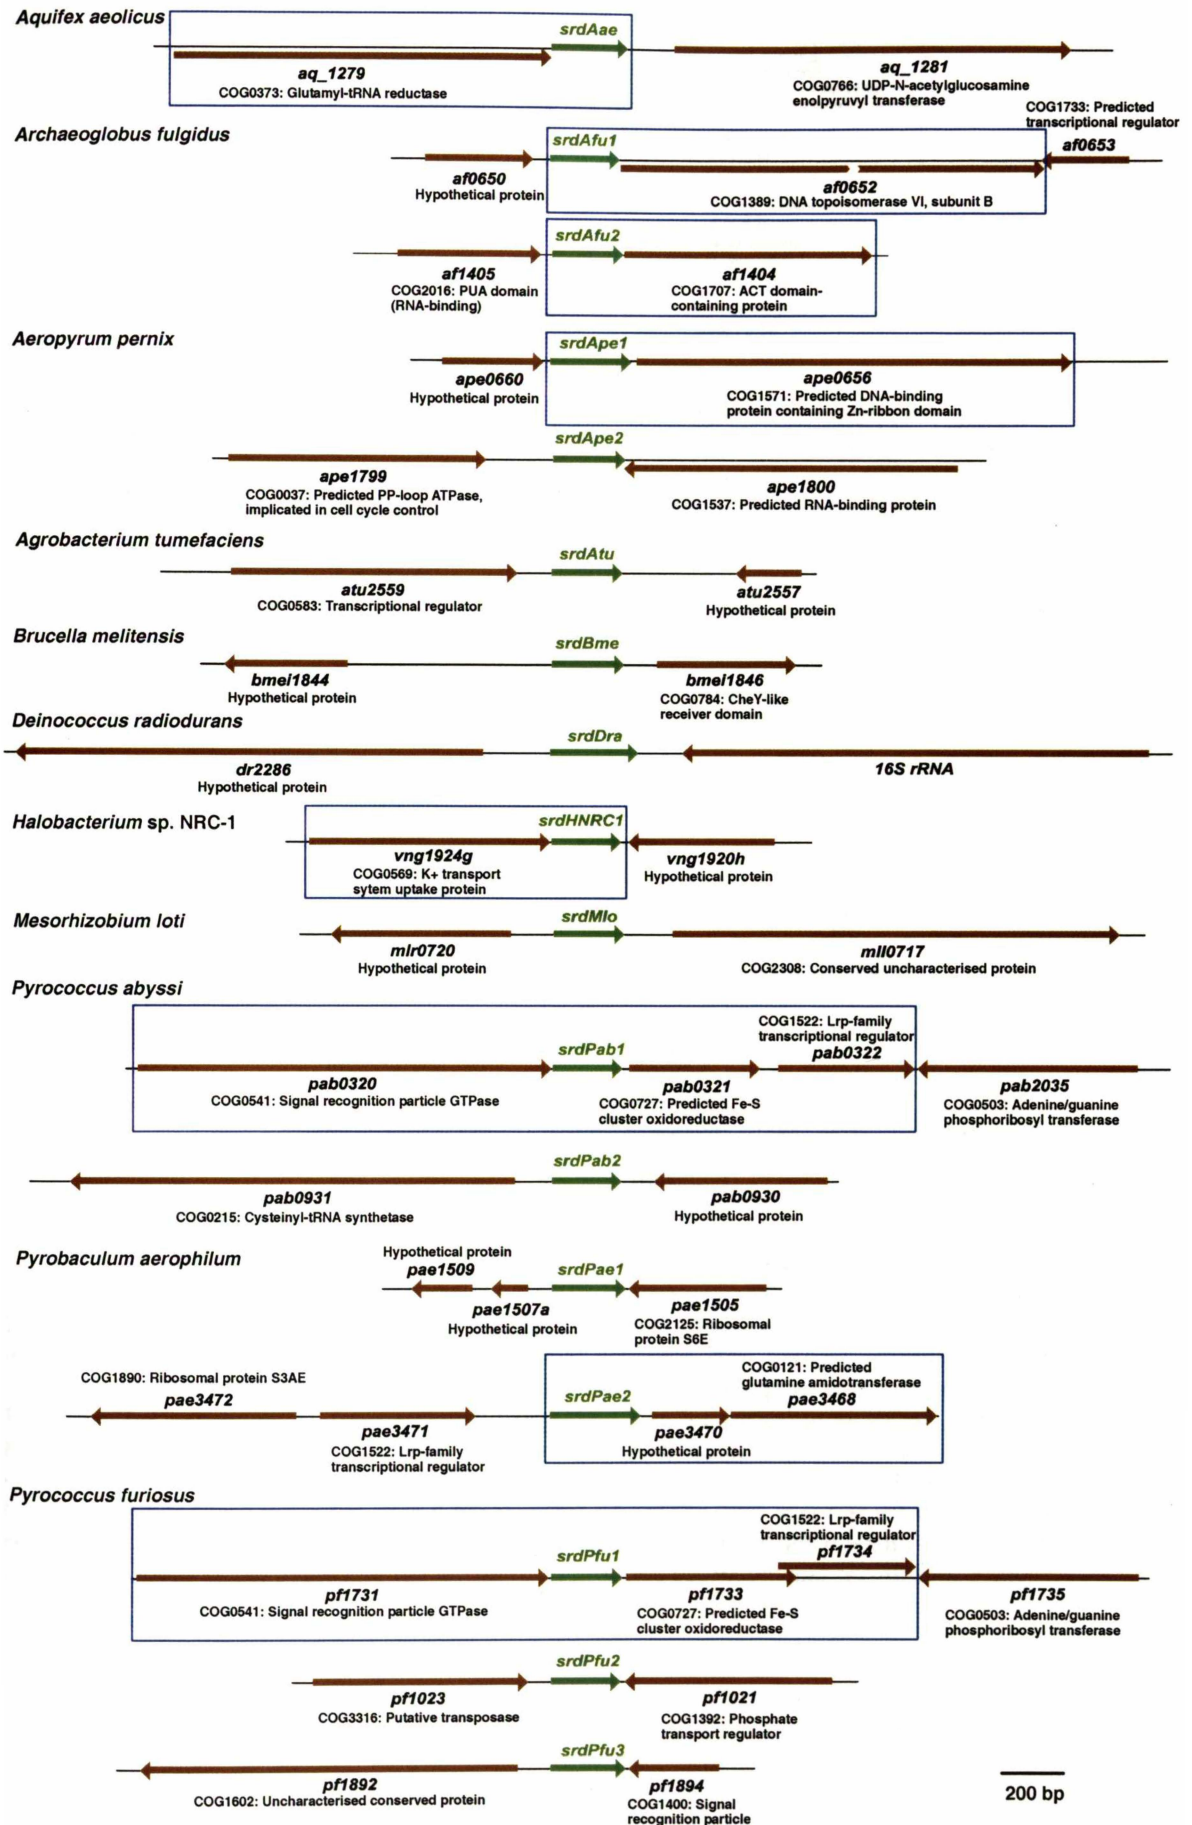 Aquifex aeolicus
srdAae
aq_1279
COG0373: Glutamyl-tRNA reductase
aq_1281
COG0766: UDP-N-acetylglucosamine
enolpyruvyl transferase
Archaeoglobus fulgidus
COG1733: Predicted
transcriptional regulator
srdAfu1
af0653
af0650
Hypothetical protein
af0652
COG1389: DNA topoisomerase VI, subunit B
srdAfu2
af1405
COG2016: PUA domain
(RNA-binding)
af1404
COG1707: ACT domain-
containing protein
Aeropyrum pernix
srdApe1
ape0660
Hypothetical protein
ape0656
COG1571: Predicted DNA-binding
protein containing Zn-ribbon domain
srdApe2
ape1799
COG0037: Predicted PP-loop ATPase,
implicated in cell cycle control
ape1800
COG1537: Predicted RNA-binding protein
Agrobacterium tumefaciens
srdAtu
atu2559
COG0583: Transcriptional regulator
atu2557
Hypothetical protein
Brucella melitensis
srdBme
bmei1844
Hypothetical protein
bmei1846
COG0784: CheY-like
receiver domain
Deinococcus radiodurans
srdDra
dr2286
Hypothetical protein
16S rRNA
Halobacterium sp. NRC-1
srdHNRC1
vng1924g
COG0569: K+ transport
sytem uptake protein
vng1920h
Hypothetical protein
Mesorhizobium loti
srdMlo
mlr0720
Hypothetical protein
mll0717
COG2308: Conserved uncharacterised protein
Pyrococcus abyssi
COG1522: Lrp-family
transcriptional regulator
srdPab1
pab0322
pab0320
COG0541: Signal recognition particle GTPase
pab0321
COG0727: Predicted Fe-S
cluster oxidoreductase
pab2035
COG0503: Adenine/guanine
phosphoribosyl transferase
srdPab2
pab0931
COG0215: Cysteinyl-tRNA synthetase
pab0930
Hypothetical protein
Pyrobaculum aerophilum
Hypothetical protein
pae1509
srdPae1
pae1507a
Hypothetical protein
pae1505
COG2125: Ribosomal
protein S6E
COG1890: Ribosomal protein S3AE
pae3472
COG0121: Predicted
glutamine amidotransferase
srdPae2
pae3468
pae3471
COG1522: Lrp-family
transcriptional regulator
pae3470
Hypothetical protein
Pyrococcus furiosus
COG1522: Lrp-family
transcriptional regulator
srdPfu1
pf1734
pf1731
COG0541: Signal recognition particle GTPase
pf1733
COG0727: Predicted Fe-S
cluster oxidoreductase
pf1735
COG0503: Adenine/guanine
phosphoribosyl transferase
srdPfu2
pf1023
COG3316: Putative transposase
pf1021
COG1392: Phosphate
transport regulator
srdPfu3
pf1892
COG1602: Uncharacterised conserved protein
pf1894
COG1400: Signal
recognition particle
200 bp